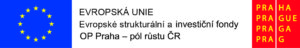 EVROPSKÁ UNIE
Evropské strukturální a investiční fondy
OP Praha – pól růstu ČR
PRA HA
PRA GUE
PRA GA
PRA G